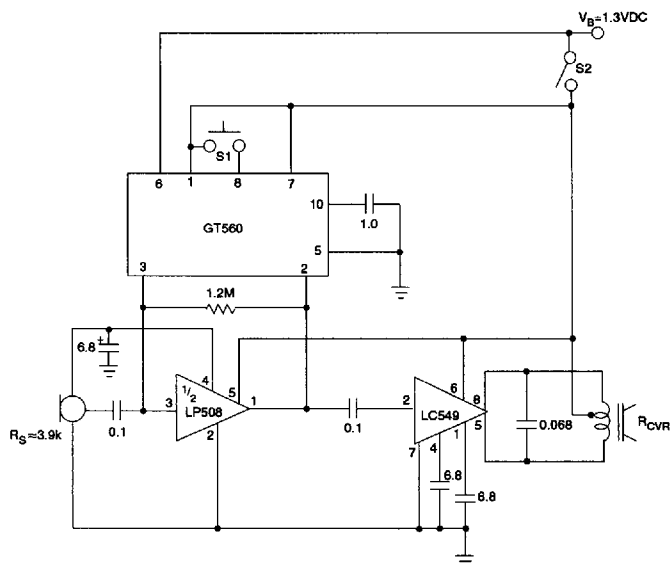 V_B=1.3VDC
S2
S1
6 1 8 7
10
1.0
GT560
5
3 2
1.2M
6.8 +
4
1/2
5
3 LP508 1
2
R_S≈3.9k
0.1
0.1
6
2 8
LC549
5
7 4 1
6.8
6.8
0.068
R_CVR